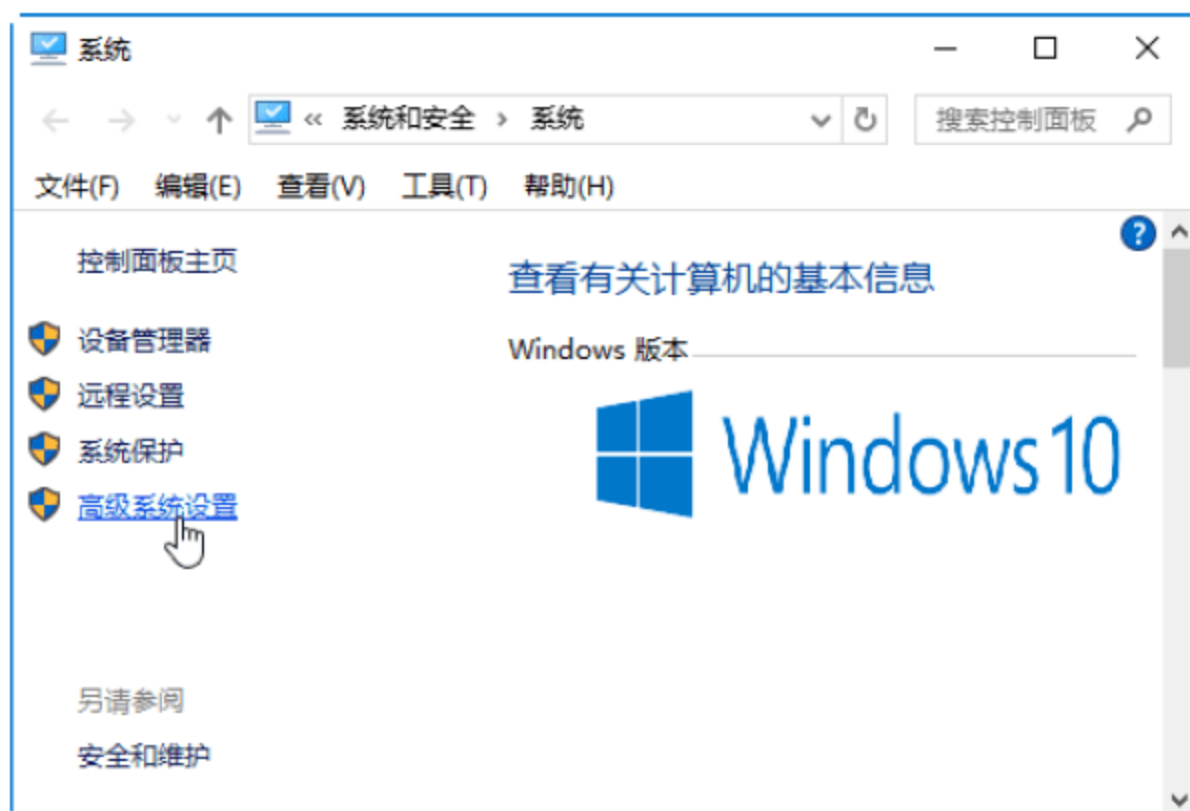 系统
« 系统和安全 › 系统
搜索控制面板
文件(F) 编辑(E) 查看(V) 工具(T) 帮助(H)
控制面板主页
设备管理器
远程设置
系统保护
高级系统设置
另请参阅
安全和维护
?
查看有关计算机的基本信息
Windows 版本
Windows 10